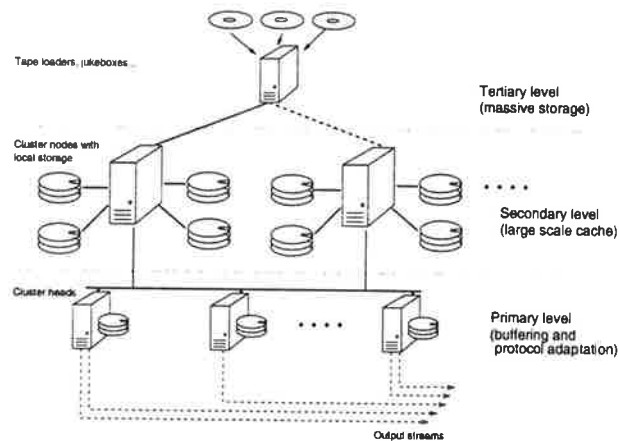 Tape loaders, jukeboxes...
Tertiary level
(massive storage)
Cluster nodes with
local storage
Secondary level
(large scale cache)
Cluster heads
Primary level
(buffering and
protocol adaptation)
Output streams